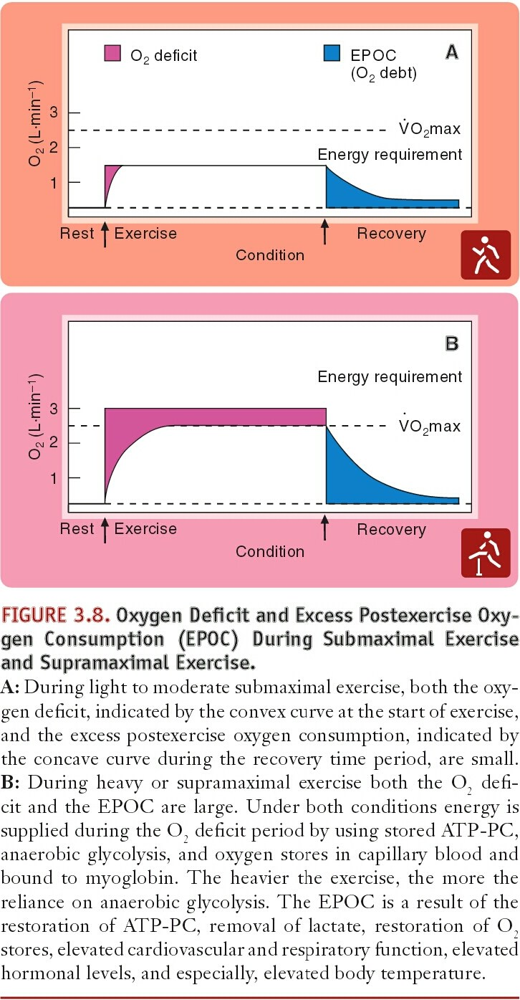 O₂ deficit
EPOC
(O₂ debt)
A
O₂ (L·min⁻¹)
3
2
1
V̇O₂max
Energy requirement
Rest
Exercise
Recovery
Condition
B
Energy requirement
O₂ (L·min⁻¹)
3
2
1
V̇O₂max
Rest
Exercise
Recovery
Condition
FIGURE 3.8. Oxygen Deficit and Excess Postexercise Oxy-
gen Consumption (EPOC) During Submaximal Exercise
and Supramaximal Exercise.
A: During light to moderate submaximal exercise, both the oxy-
gen deficit, indicated by the convex curve at the start of exercise,
and the excess postexercise oxygen consumption, indicated by
the concave curve during the recovery time period, are small.
B: During heavy or supramaximal exercise both the O₂ defi-
cit and the EPOC are large. Under both conditions energy is
supplied during the O₂ deficit period by using stored ATP-PC,
anaerobic glycolysis, and oxygen stores in capillary blood and
bound to myoglobin. The heavier the exercise, the more the
reliance on anaerobic glycolysis. The EPOC is a result of the
restoration of ATP-PC, removal of lactate, restoration of O₂
stores, elevated cardiovascular and respiratory function, elevated
hormonal levels, and especially, elevated body temperature.